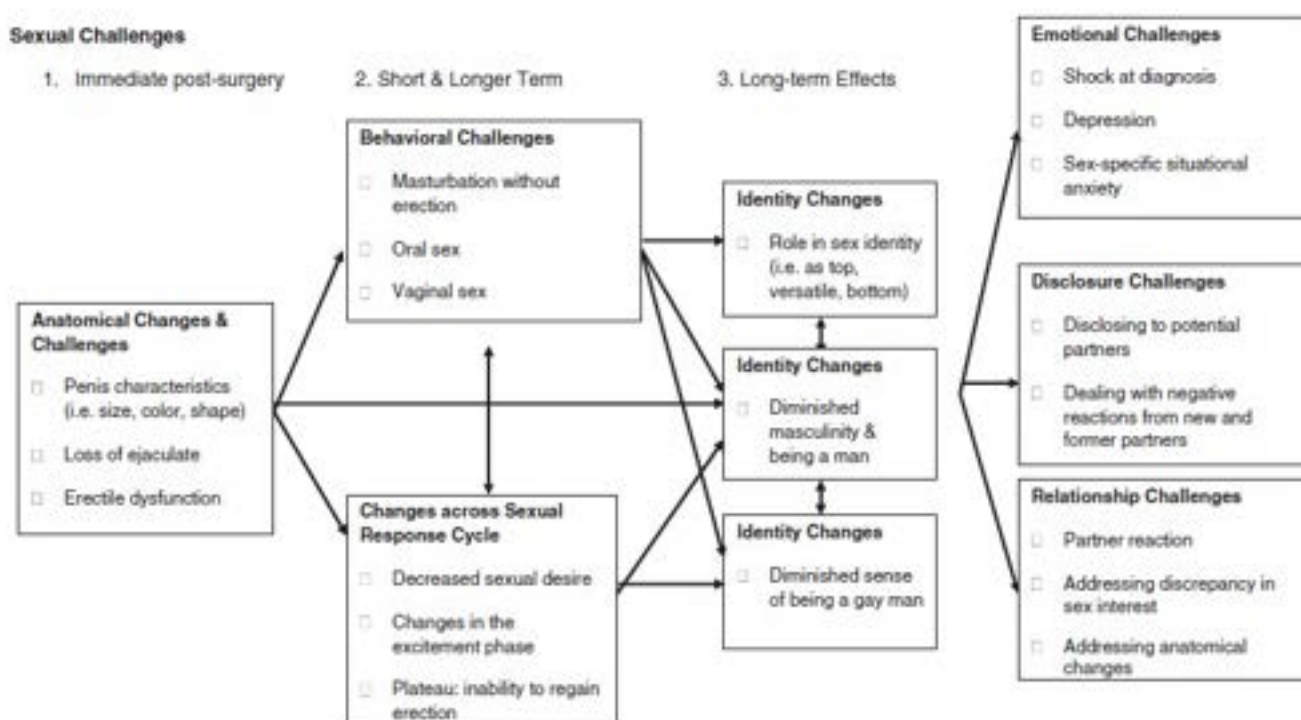 Sexual Challenges
1. Immediate post-surgery
2. Short & Longer Term
3. Long-term Effects
Anatomical Changes &
Challenges
Penis characteristics
(i.e. size, color, shape)
Loss of ejaculate
Erectile dysfunction
Behavioral Challenges
Masturbation without
erection
Oral sex
Vaginal sex
Changes across Sexual
Response Cycle
Decreased sexual desire
Changes in the
excitement phase
Plateau: inability to regain
erection
Identity Changes
Role in sex identity
(i.e. as top,
versatile, bottom)
Identity Changes
Diminished
masculinity &
being a man
Identity Changes
Diminished sense
of being a gay man
Emotional Challenges
Shock at diagnosis
Depression
Sex-specific situational
anxiety
Disclosure Challenges
Disclosing to potential
partners
Dealing with negative
reactions from new and
former partners
Relationship Challenges
Partner reaction
Addressing discrepancy in
sex interest
Addressing anatomical
changes